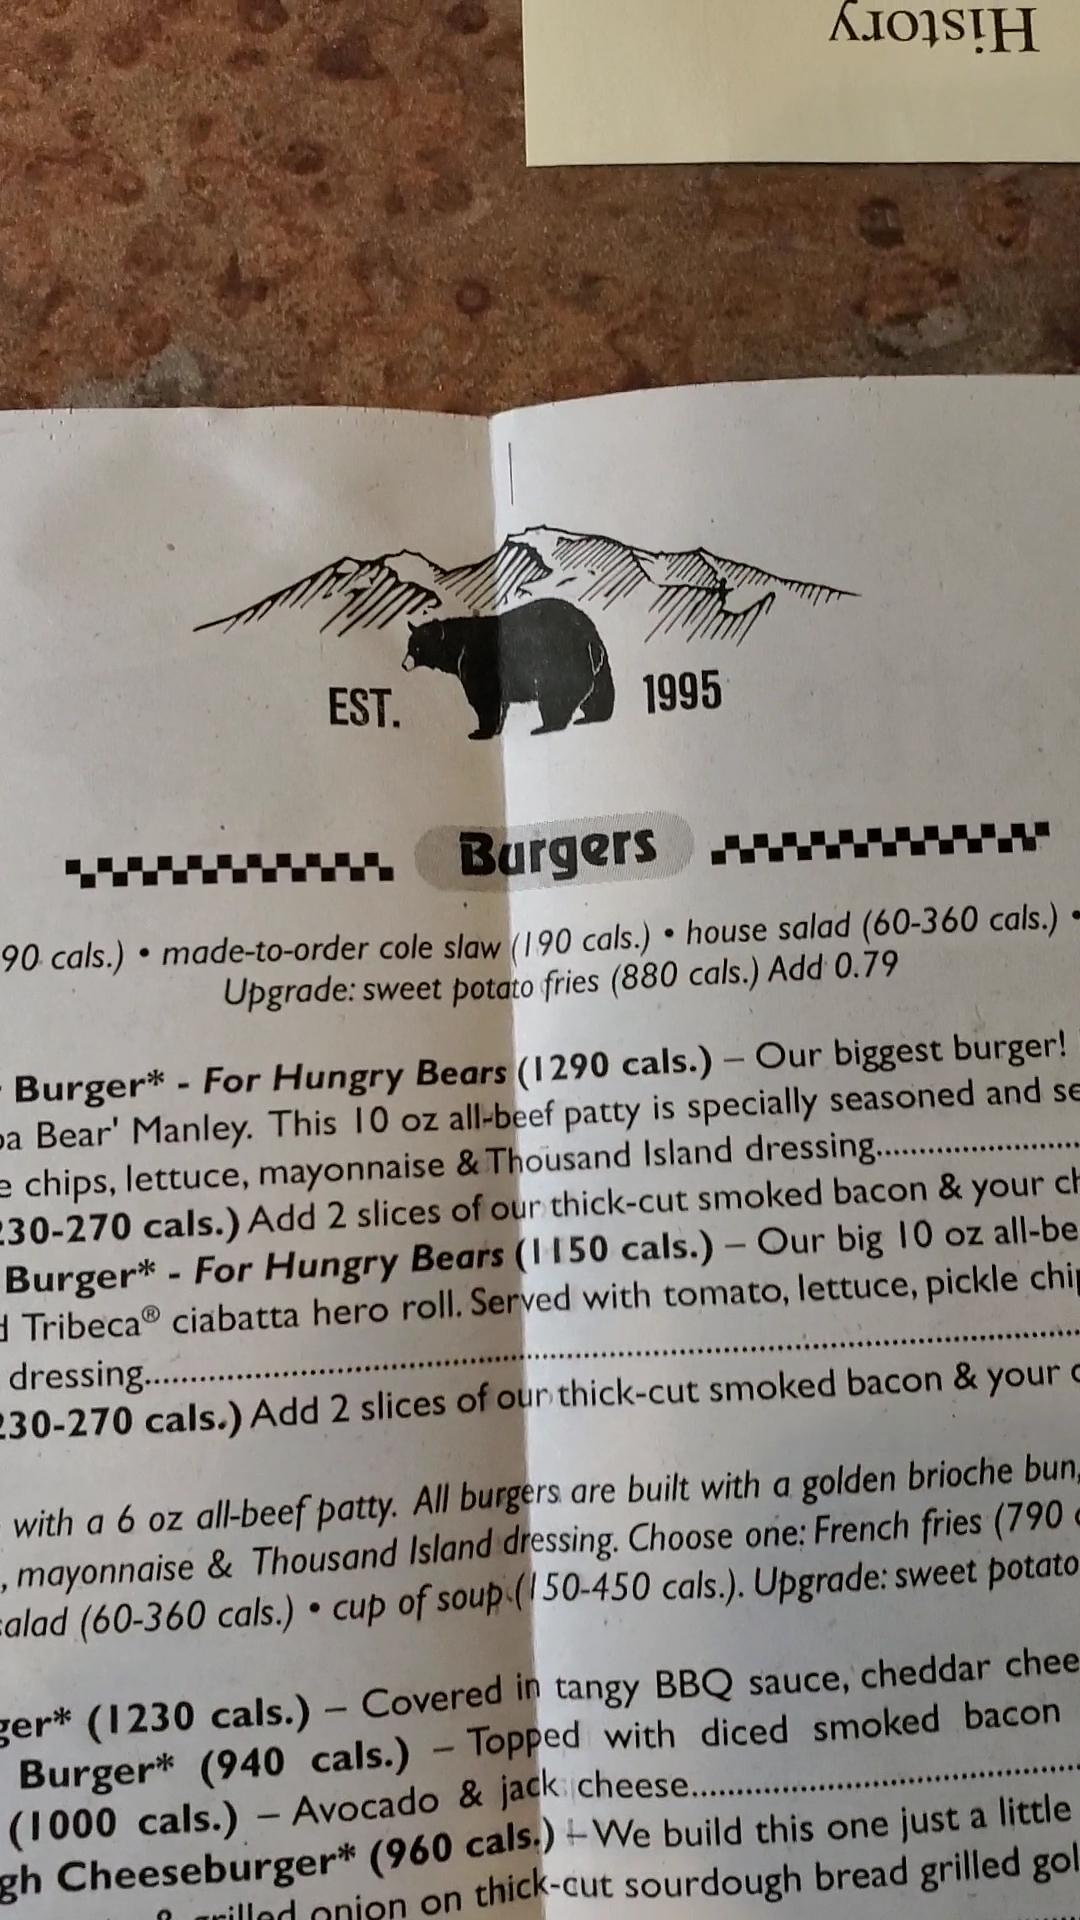 History
EST. 1995
Burgers
90 cals.) • made-to-order cole slaw (190 cals.) • house salad (60-360 cals.) •
Upgrade: sweet potato fries (880 cals.) Add 0.79
Burger* - For Hungry Bears (1290 cals.) – Our biggest burger!
Bear' Manley. This 10 oz all-beef patty is specially seasoned and
chips, lettuce, mayonnaise & Thousand Island dressing
230-270 cals.) Add 2 slices of our thick-cut smoked bacon & your
Burger* - For Hungry Bears (1150 cals.) – Our big 10 oz
Tribeca® ciabatta hero roll. Served with tomato, lettuce, pickle
dressing
230-270 cals.) Add 2 slices of our thick-cut smoked bacon & your
with a 6 oz all-beef patty. All burgers are built with a golden brioche bun,
, mayonnaise & Thousand Island dressing. Choose one: French fries (790
salad (60-360 cals.) • cup of soup (150-450 cals.). Upgrade: sweet potato
(1230 cals.) – Covered in tangy BBQ sauce, cheddar
Burger* (940 cals.) – Topped with diced smoked bacon
(1000 cals.) – Avocado & jack cheese
Cheeseburger* (960 cals.) – We build this one just a little
& grilled onion on thick-cut sourdough bread grilled